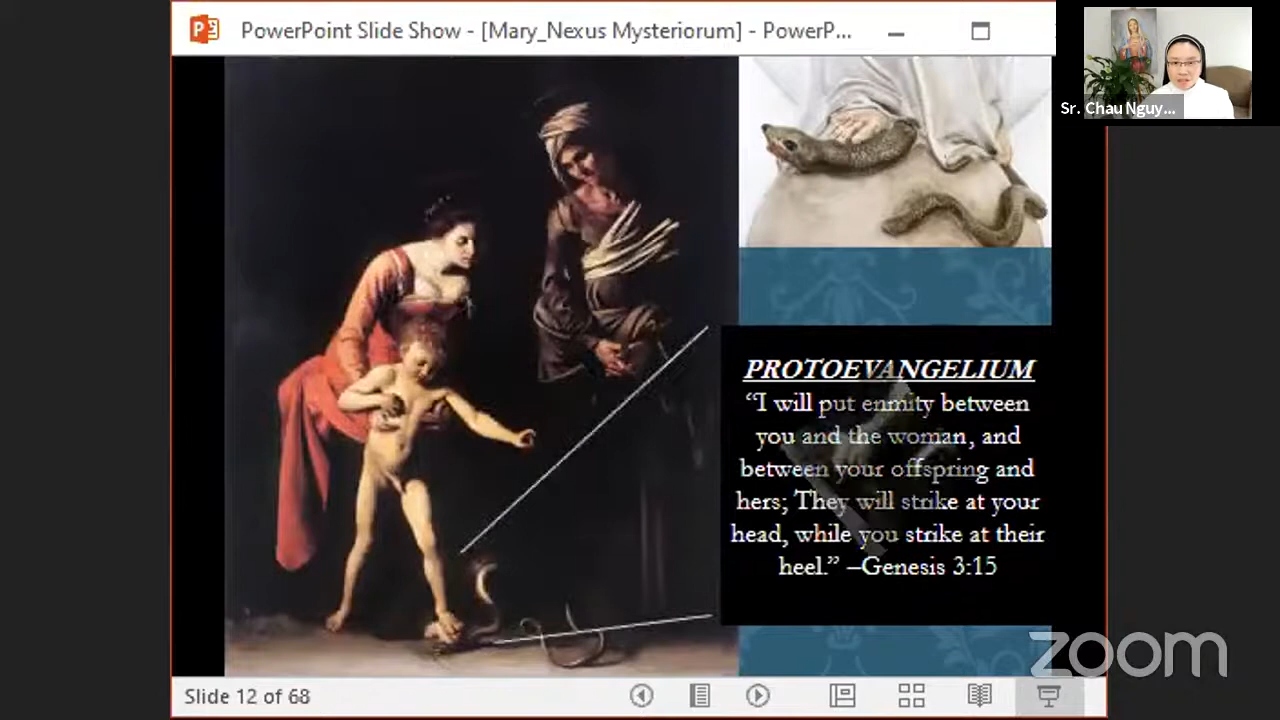 PowerPoint Slide Show - [Mary_Nexus Mysteriorum] - PowerP...
Sr. Chau Nguy...
PROTOEVANGELIUM
“I will put enmity between
you and the woman, and
between your offspring and
hers; They will strike at your
head, while you strike at their
heel.” –Genesis 3:15
zoom
Slide 12 of 68